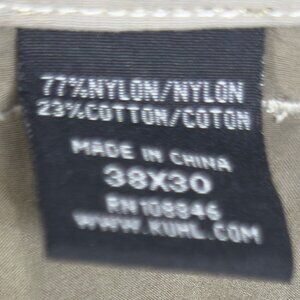 77%NYLON/NYLON
23%COTTON/COTON
MADE IN CHINA
38X30
RN108846
WWW.KUHL.COM